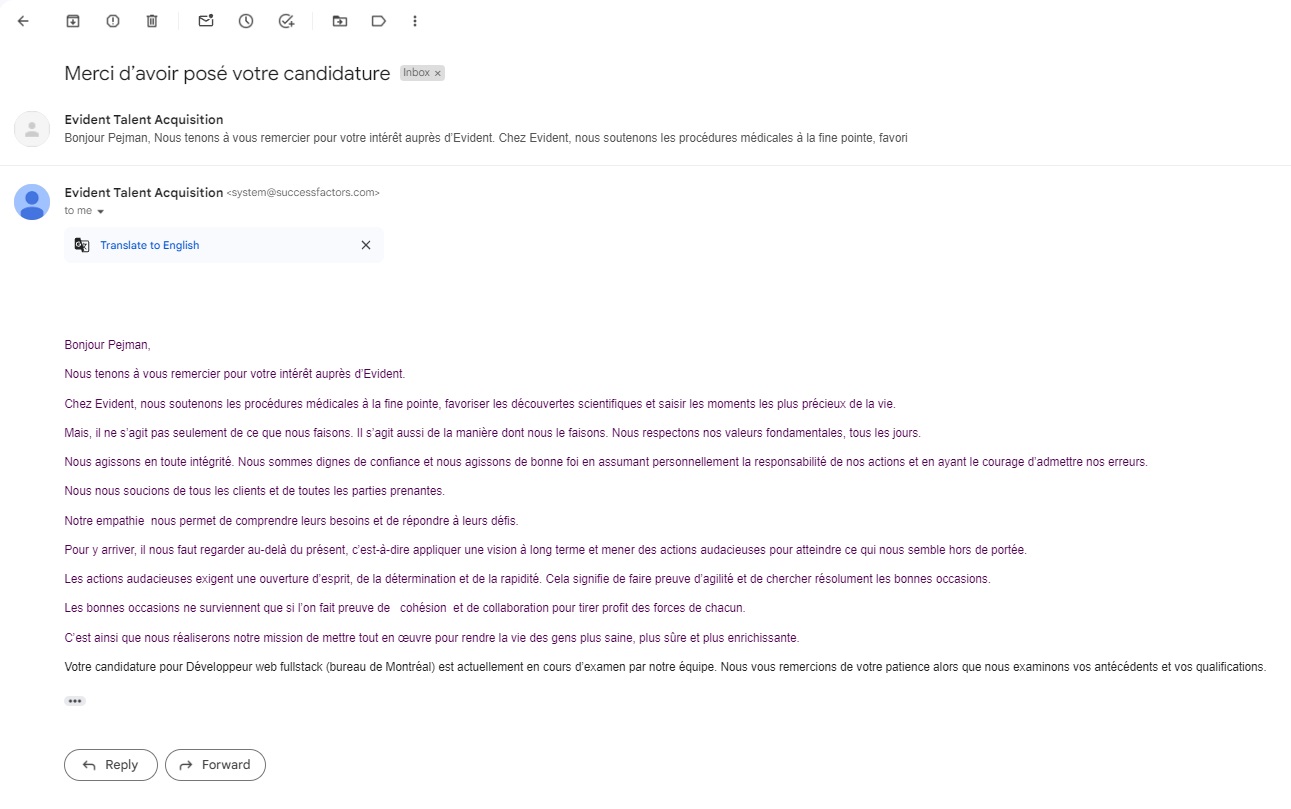 Merci d’avoir posé votre candidature Inbox ×
Evident Talent Acquisition
Bonjour Pejman, Nous tenons à vous remercier pour votre intérêt auprès d’Evident. Chez Evident, nous soutenons les procédures médicales à la fine pointe, favori
Evident Talent Acquisition <system@successfactors.com>
to me
Translate to English
Bonjour Pejman,
Nous tenons à vous remercier pour votre intérêt auprès d’Evident.
Chez Evident, nous soutenons les procédures médicales à la fine pointe, favoriser les découvertes scientifiques et saisir les moments les plus précieux de la vie.
Mais, il ne s’agit pas seulement de ce que nous faisons. Il s’agit aussi de la manière dont nous le faisons. Nous respectons nos valeurs fondamentales, tous les jours.
Nous agissons en toute intégrité. Nous sommes dignes de confiance et nous agissons de bonne foi en assumant personnellement la responsabilité de nos actions et en ayant le courage d’admettre nos erreurs.
Nous nous soucions de tous les clients et de toutes les parties prenantes.
Notre empathie nous permet de comprendre leurs besoins et de répondre à leurs défis.
Pour y arriver, il nous faut regarder au-delà du présent, c’est-à-dire appliquer une vision à long terme et mener des actions audacieuses pour atteindre ce qui nous semble hors de portée.
Les actions audacieuses exigent une ouverture d’esprit, de la détermination et de la rapidité. Cela signifie de faire preuve d’agilité et de chercher résolument les bonnes occasions.
Les bonnes occasions ne surviennent que si l’on fait preuve de cohésion et de collaboration pour tirer profit des forces de chacun.
C’est ainsi que nous réaliserons notre mission de mettre tout en œuvre pour rendre la vie des gens plus saine, plus sûre et plus enrichissante.
Votre candidature pour Développeur web fullstack (bureau de Montréal) est actuellement en cours d’examen par notre équipe. Nous vous remercions de votre patience alors que nous examinons vos antécédents et vos qualifications.
Reply Forward